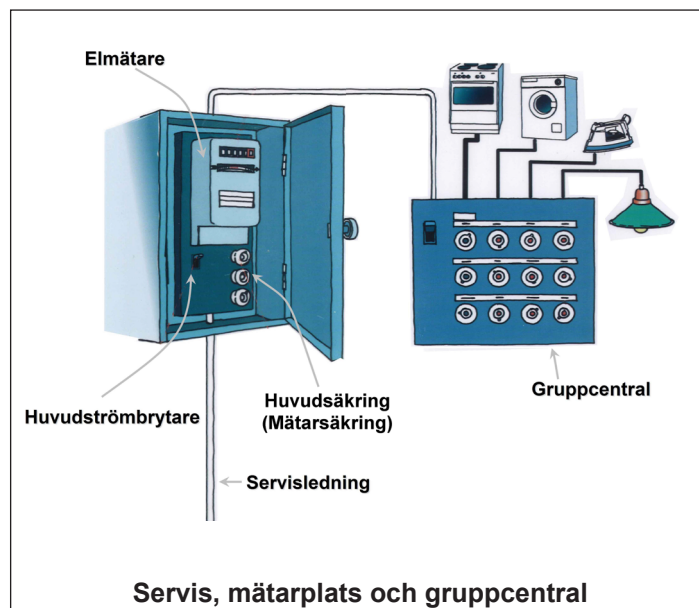 Elmätare
Gruppcentral
Huvudströmbrytare
Huvudsäkring
(Mätarsäkring)
Servisledning
Servis, mätarplats och gruppcentral